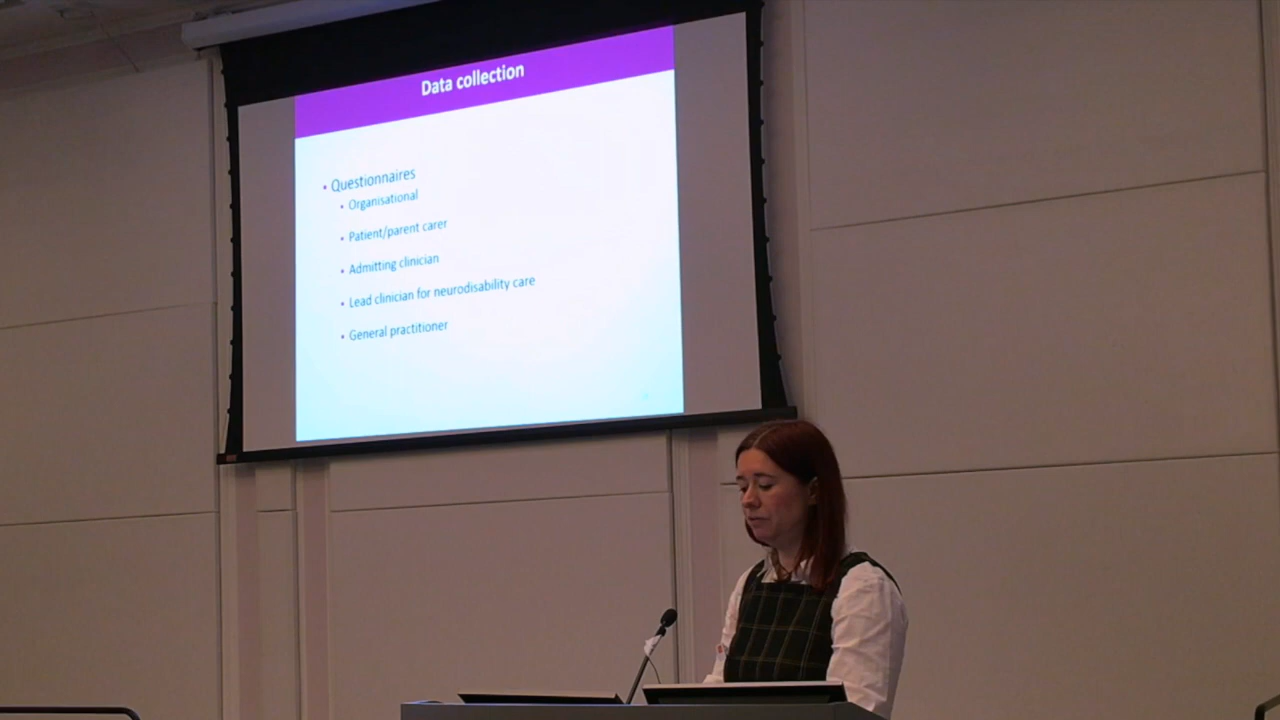 Data collection
• Questionnaires
• Organisational
• Patient/parent carer
• Admitting clinician
• Lead clinician for neurodisability care
• General practitioner